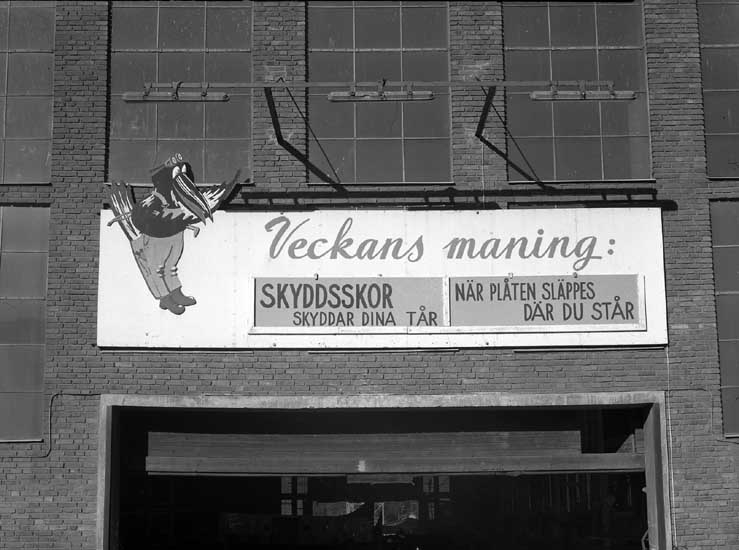 Veckans maning:
SKYDDSSKOR
SKYDDAR DINA TÅR
NÄR PLÅTEN SLÄPPES
DÄR DU STÅR